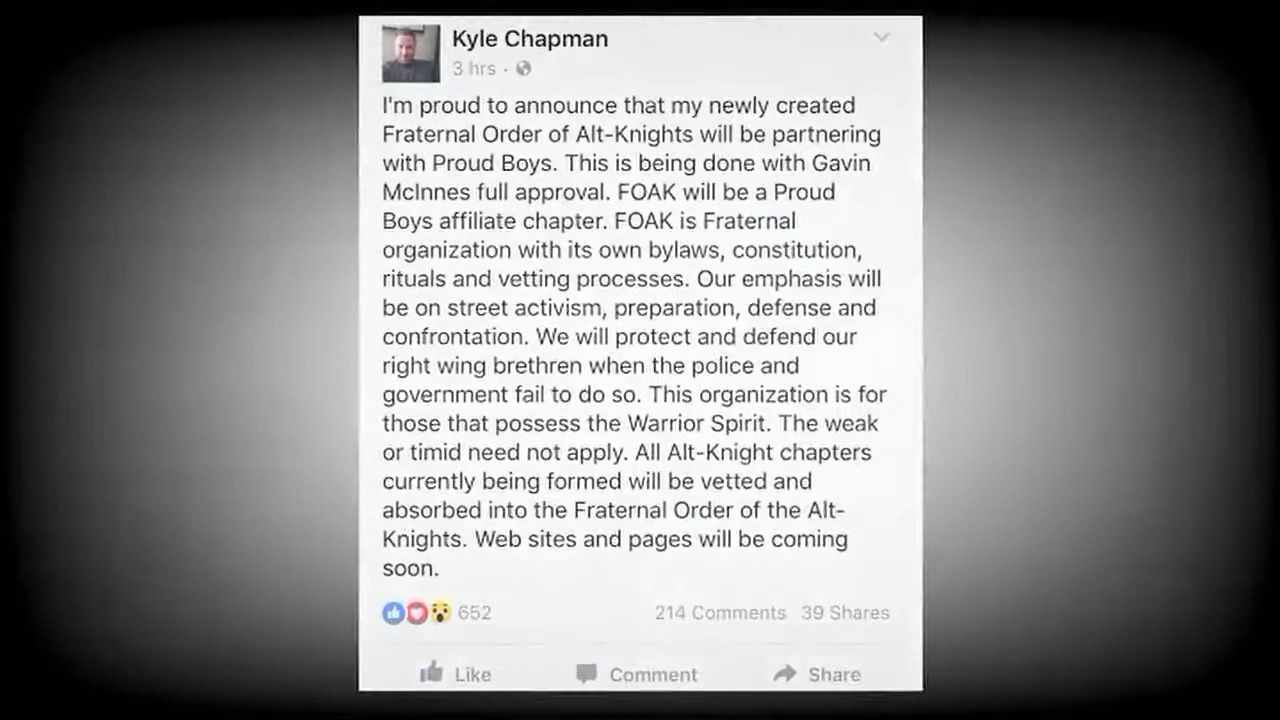 Kyle Chapman
3 hrs ·
I'm proud to announce that my newly created
Fraternal Order of Alt-Knights will be partnering
with Proud Boys. This is being done with Gavin
McInnes full approval. FOAK will be a Proud
Boys affiliate chapter. FOAK is Fraternal
organization with its own bylaws, constitution,
rituals and vetting processes. Our emphasis will
be on street activism, preparation, defense and
confrontation. We will protect and defend our
right wing brethren when the police and
government fail to do so. This organization is for
those that possess the Warrior Spirit. The weak
or timid need not apply. All Alt-Knight chapters
currently being formed will be vetted and
absorbed into the Fraternal Order of the Alt-
Knights. Web sites and pages will be coming
soon.
652 214 Comments 39 Shares
Like Comment Share